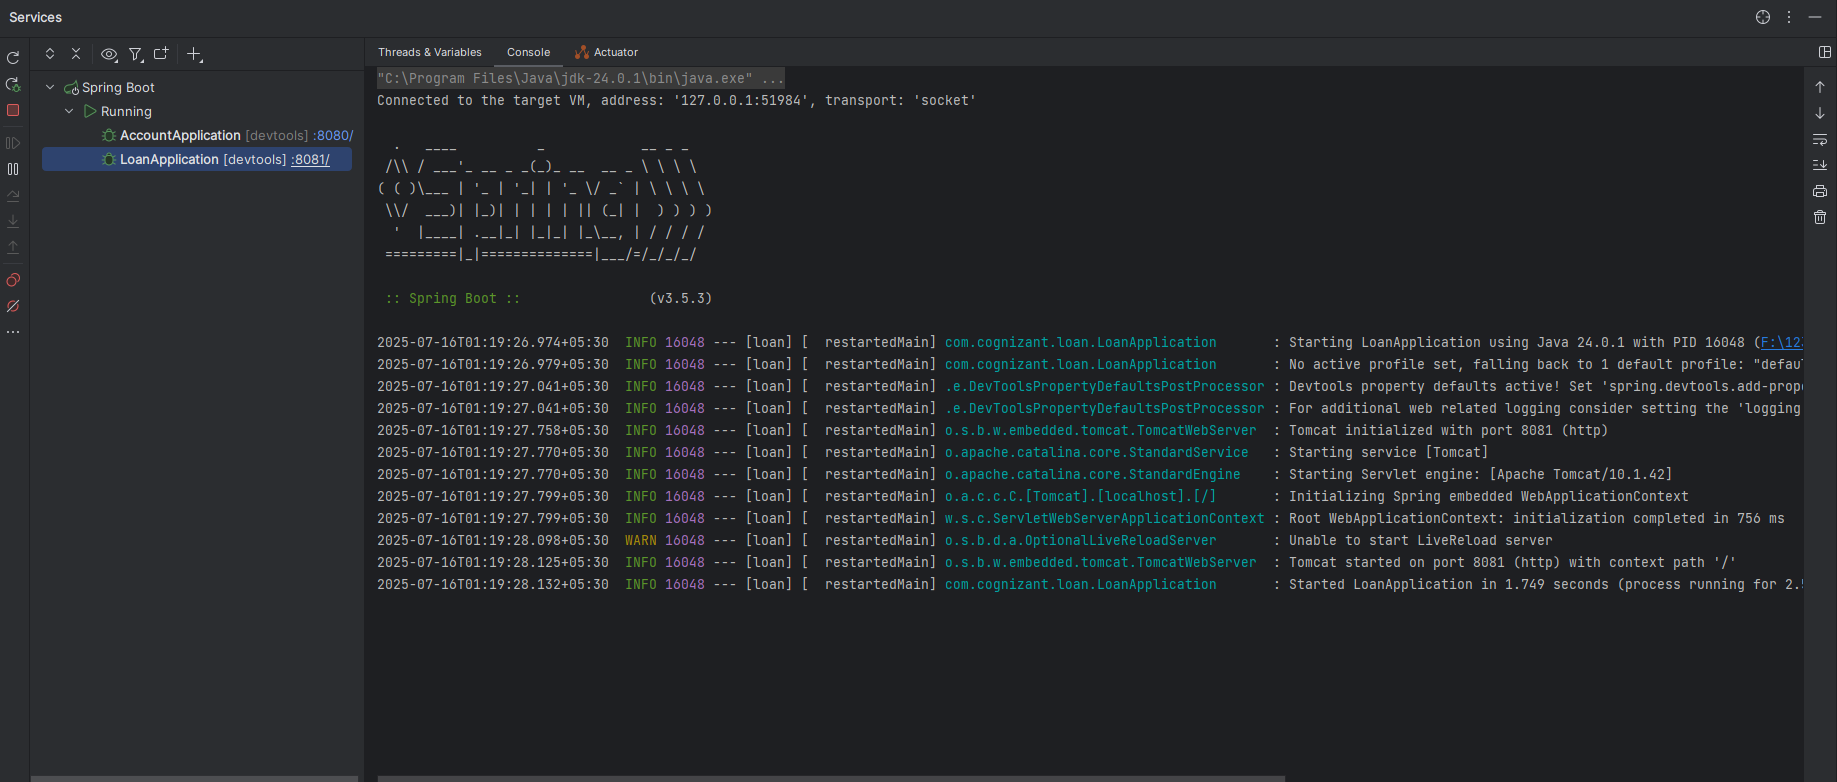 Services
Threads & Variables Console Actuator
Spring Boot
Running
AccountApplication [devtools] :8080/
LoanApplication [devtools] :8081/
"C:\Program Files\Java\jdk-24.0.1\bin\java.exe" ...
Connected to the target VM, address: '127.0.0.1:51984', transport: 'socket'
  .   ____          _            __ _ _
 /\\ / ___'_ __ _ _(_)_ __  __ _ \ \ \ \
( ( )\___ | '_ | '_| | '_ \/ _` | \ \ \ \
 \\/  ___)| |_)| | | | | || (_| |  ) ) ) )
  '  |____| .__|_| |_|_| |_\__, | / / / /
 =========|_|==============|___/=/_/_/_/
 :: Spring Boot ::                (v3.5.3)
2025-07-16T01:19:26.974+05:30  INFO 16048 --- [loan] [  restartedMain] com.cognizant.loan.LoanApplication       : Starting LoanApplication using Java 24.0.1 with PID 16048 (F:\123
2025-07-16T01:19:26.979+05:30  INFO 16048 --- [loan] [  restartedMain] com.cognizant.loan.LoanApplication       : No active profile set, falling back to 1 default profile: "defau
2025-07-16T01:19:27.041+05:30  INFO 16048 --- [loan] [  restartedMain] .e.DevToolsPropertyDefaultsPostProcessor : Devtools property defaults active! Set 'spring.devtools.add-prop
2025-07-16T01:19:27.041+05:30  INFO 16048 --- [loan] [  restartedMain] .e.DevToolsPropertyDefaultsPostProcessor : For additional web related logging consider setting the 'logging
2025-07-16T01:19:27.758+05:30  INFO 16048 --- [loan] [  restartedMain] o.s.b.w.embedded.tomcat.TomcatWebServer  : Tomcat initialized with port 8081 (http)
2025-07-16T01:19:27.770+05:30  INFO 16048 --- [loan] [  restartedMain] o.apache.catalina.core.StandardService   : Starting service [Tomcat]
2025-07-16T01:19:27.770+05:30  INFO 16048 --- [loan] [  restartedMain] o.apache.catalina.core.StandardEngine    : Starting Servlet engine: [Apache Tomcat/10.1.42]
2025-07-16T01:19:27.799+05:30  INFO 16048 --- [loan] [  restartedMain] o.a.c.c.C.[Tomcat].[localhost].[/]       : Initializing Spring embedded WebApplicationContext
2025-07-16T01:19:27.799+05:30  INFO 16048 --- [loan] [  restartedMain] w.s.c.ServletWebServerApplicationContext : Root WebApplicationContext: initialization completed in 756 ms
2025-07-16T01:19:28.098+05:30  WARN 16048 --- [loan] [  restartedMain] o.s.b.d.a.OptionalLiveReloadServer       : Unable to start LiveReload server
2025-07-16T01:19:28.125+05:30  INFO 16048 --- [loan] [  restartedMain] o.s.b.w.embedded.tomcat.TomcatWebServer  : Tomcat started on port 8081 (http) with context path '/'
2025-07-16T01:19:28.132+05:30  INFO 16048 --- [loan] [  restartedMain] com.cognizant.loan.LoanApplication       : Started LoanApplication in 1.749 seconds (process running for 2.